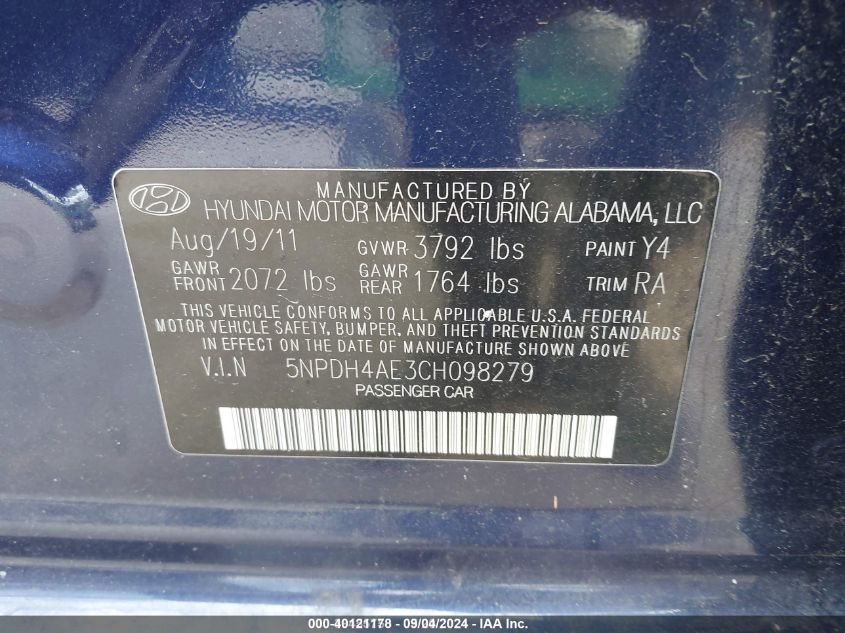 MANUFACTURED BY
HYUNDAI MOTOR MANUFACTURING ALABAMA, LLC
Aug/19/11 GVWR 3792 lbs PAINT Y4
GAWR FRONT 2072 lbs GAWR REAR 1764 lbs TRIM RA
THIS VEHICLE CONFORMS TO ALL APPLICABLE U.S.A. FEDERAL
MOTOR VEHICLE SAFETY, BUMPER, AND THEFT PREVENTION STANDARDS
IN EFFECT ON THE DATE OF MANUFACTURE SHOWN ABOVE
V.I.N 5NPDH4AE3CH098279
PASSENGER CAR
000-40121178 - 09/04/2024 - IAA, Inc.